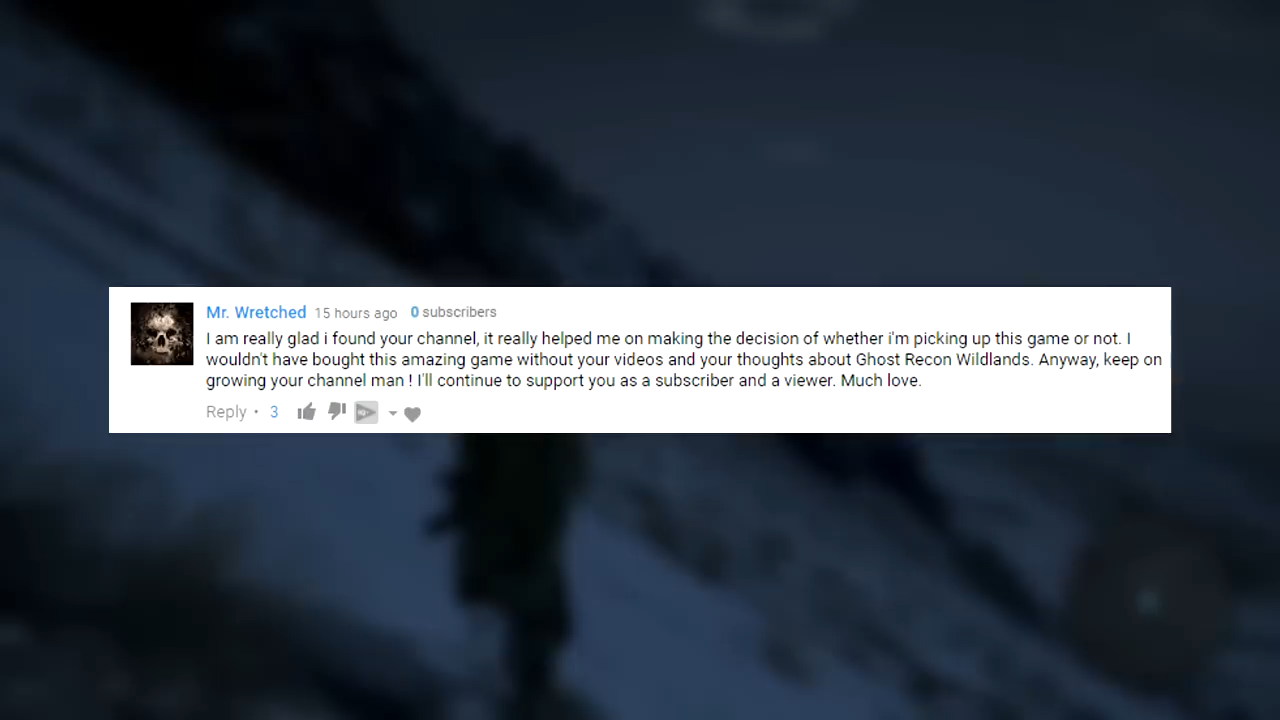 Mr. Wretched 15 hours ago 0 subscribers
I am really glad i found your channel, it really helped me on making the decision of whether i'm picking up this game or not. I
wouldn't have bought this amazing game without your videos and your thoughts about Ghost Recon Wildlands. Anyway, keep on
growing your channel man ! I'll continue to support you as a subscriber and a viewer. Much love.
Reply • 3